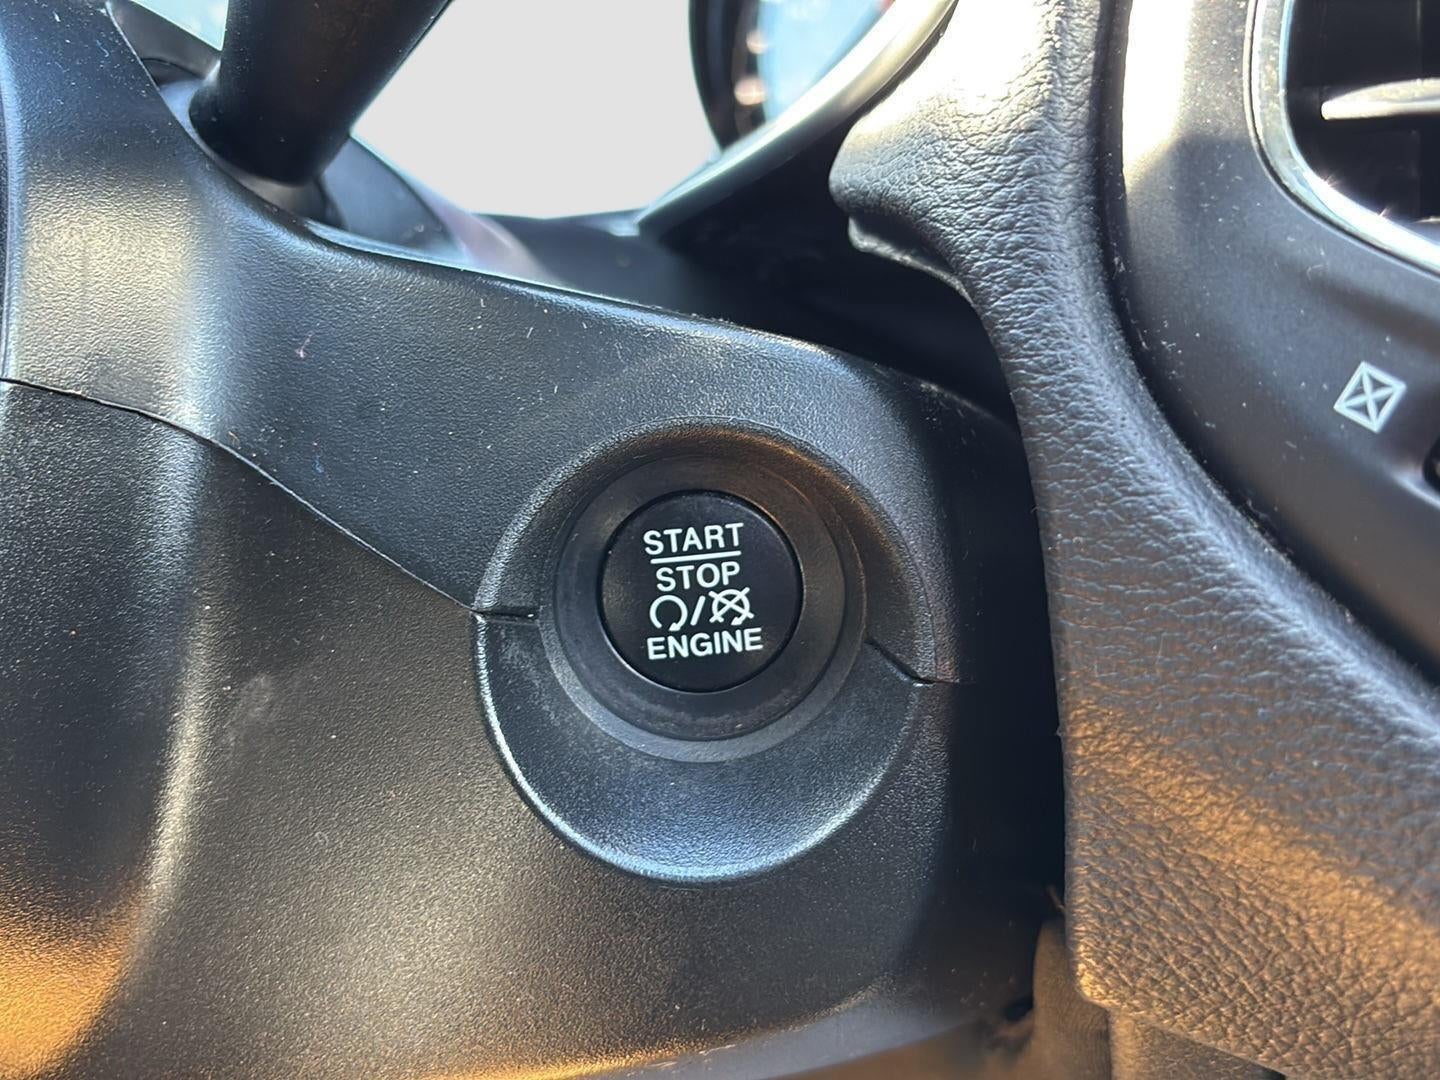 START
STOP
/
ENGINE